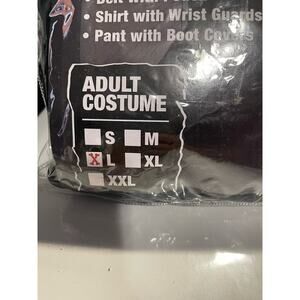 • Shirt with Wrist Guards
• Pant with Boot Covers
ADULT
COSTUME
S M
X L XL
XXL